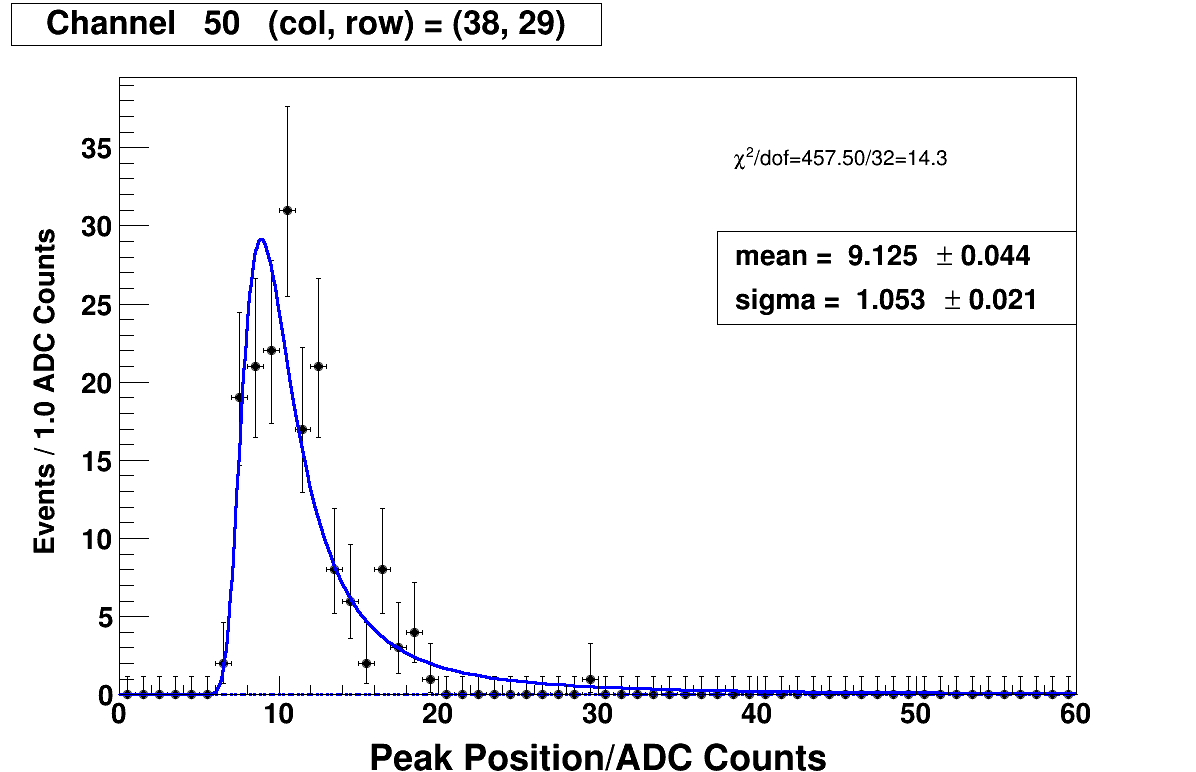 Channel 50 (col, row) = (38, 29)
χ²/dof=457.50/32=14.3
mean = 9.125 ± 0.044
sigma = 1.053 ± 0.021
Events / 1.0 ADC Counts
35
30
25
20
15
10
5
0
0 10 20 30 40 50 60
Peak Position/ADC Counts